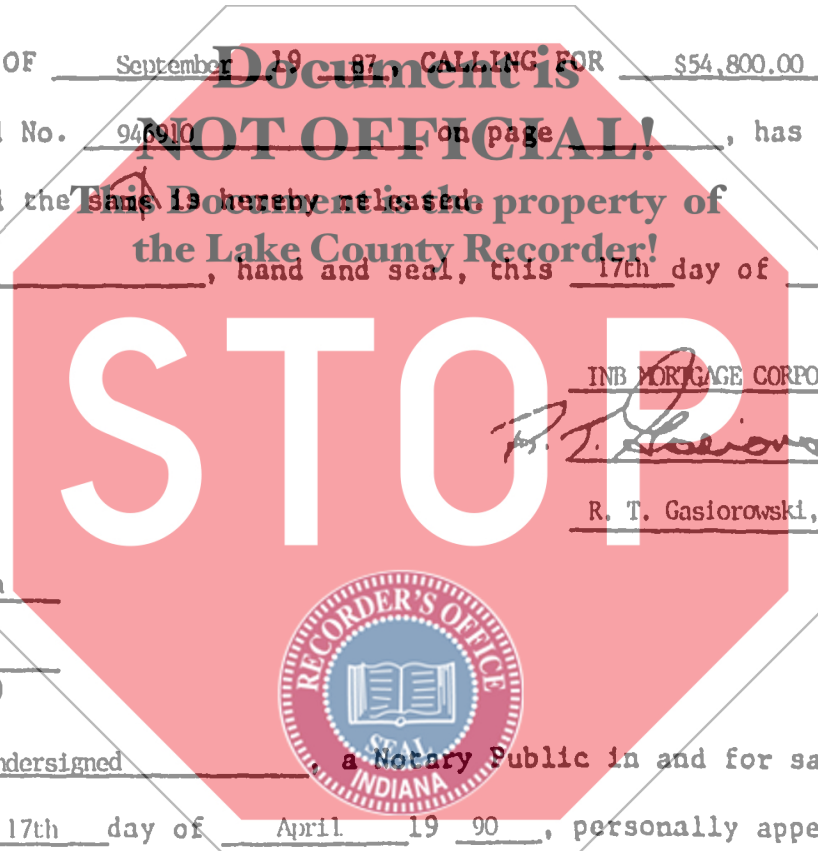 OF September 19 87, CALLING FOR $54,800.00
Document is
No. 946910 on page , has
NOT OFFICIAL!
the same is hereby released.
This Document is the property of
the Lake County Recorder!
, hand and seal, this 17th day of
STOP
INB MORTGAGE CORPO
R. T. Gasiorowski,
RECORDER'S OFFICE
SEAL
INDIANA
ndersigned , a Notary Public in and for sa
17th day of April 19 90 , personally appe